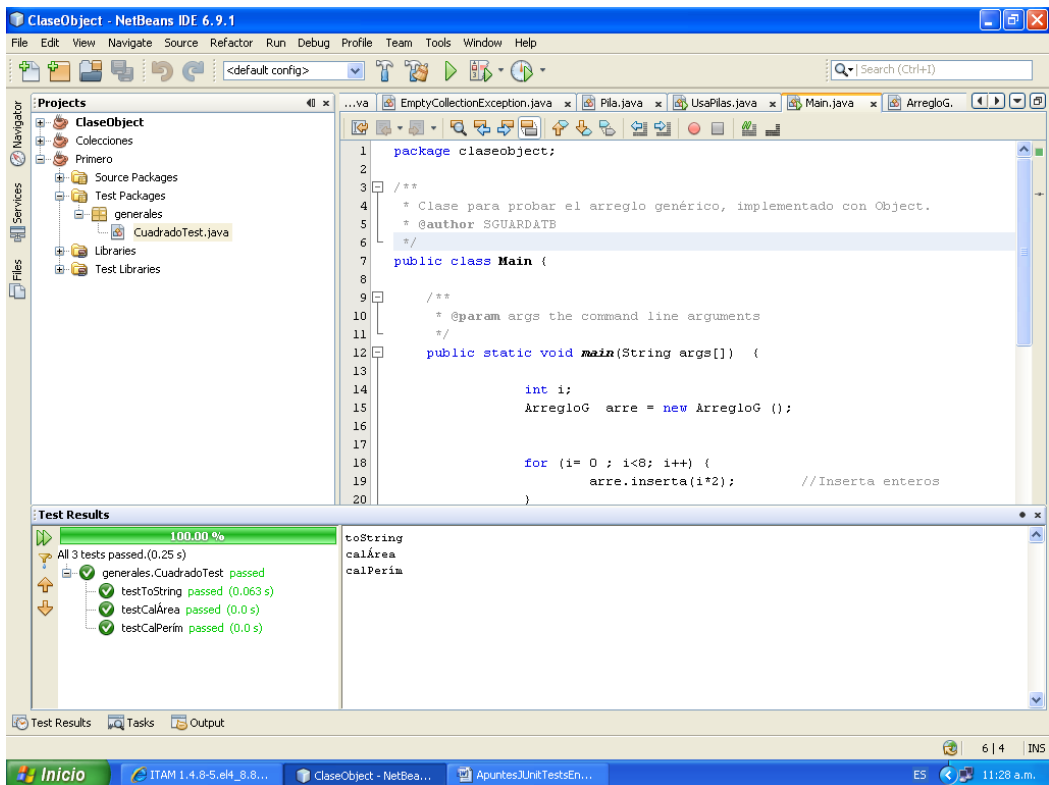 ClaseObject - NetBeans IDE 6.9.1
File Edit View Navigate Source Refactor Run Debug Profile Team Tools Window Help
<default config>
Search (Ctrl+I)
Navigator
Services
Files
Projects
ClaseObject
Colecciones
Primero
Source Packages
Test Packages
generales
CuadradoTest.java
Libraries
Test Libraries
...va EmptyCollectionException.java Pila.java UsaPilas.java Main.java ArregloG.
1 package claseobject;
2
3 /**
4 * Clase para probar el arreglo genérico, implementado con Object.
5 * @author SGUARDATB
6 */
7 public class Main {
8
9 /**
10 * @param args the command line arguments
11 */
12 public static void main(String args[]) {
13
14 int i;
15 ArregloG arre = new ArregloG ();
16
17
18 for (i= 0 ; i<8; i++) {
19 arre.inserta(i*2); //Inserta enteros
20 }
Test Results
100.00 %
All 3 tests passed.(0.25 s)
generales.CuadradoTest passed
testToString passed (0.063 s)
testCalÁrea passed (0.0 s)
testCalPerím passed (0.0 s)
toString
calÁrea
calPerím
Test Results Tasks Output
6 | 4 INS
Inicio ITAM 1.4.8-5.el4_8.8... ClaseObject - NetBea... ApuntesJUnitTestsEn... ES 11:28 a.m.